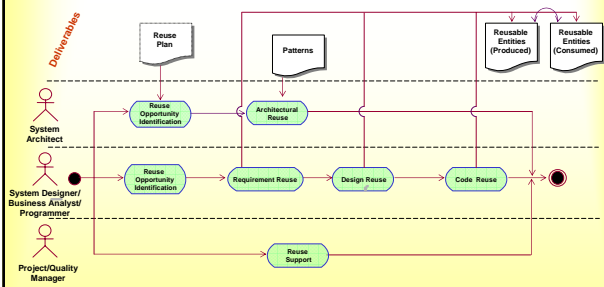 Deliverables
Reuse
Plan
Patterns
Reusable
Entities
(Produced)
Reusable
Entities
(Consumed)
System
Architect
Reuse
Opportunity
Identification
Architectural
Reuse
System Designer/
Business Analyst/
Programmer
Reuse
Opportunity
Identification
Requirement Reuse
Design Reuse
Code Reuse
Project/Quality
Manager
Reuse
Support